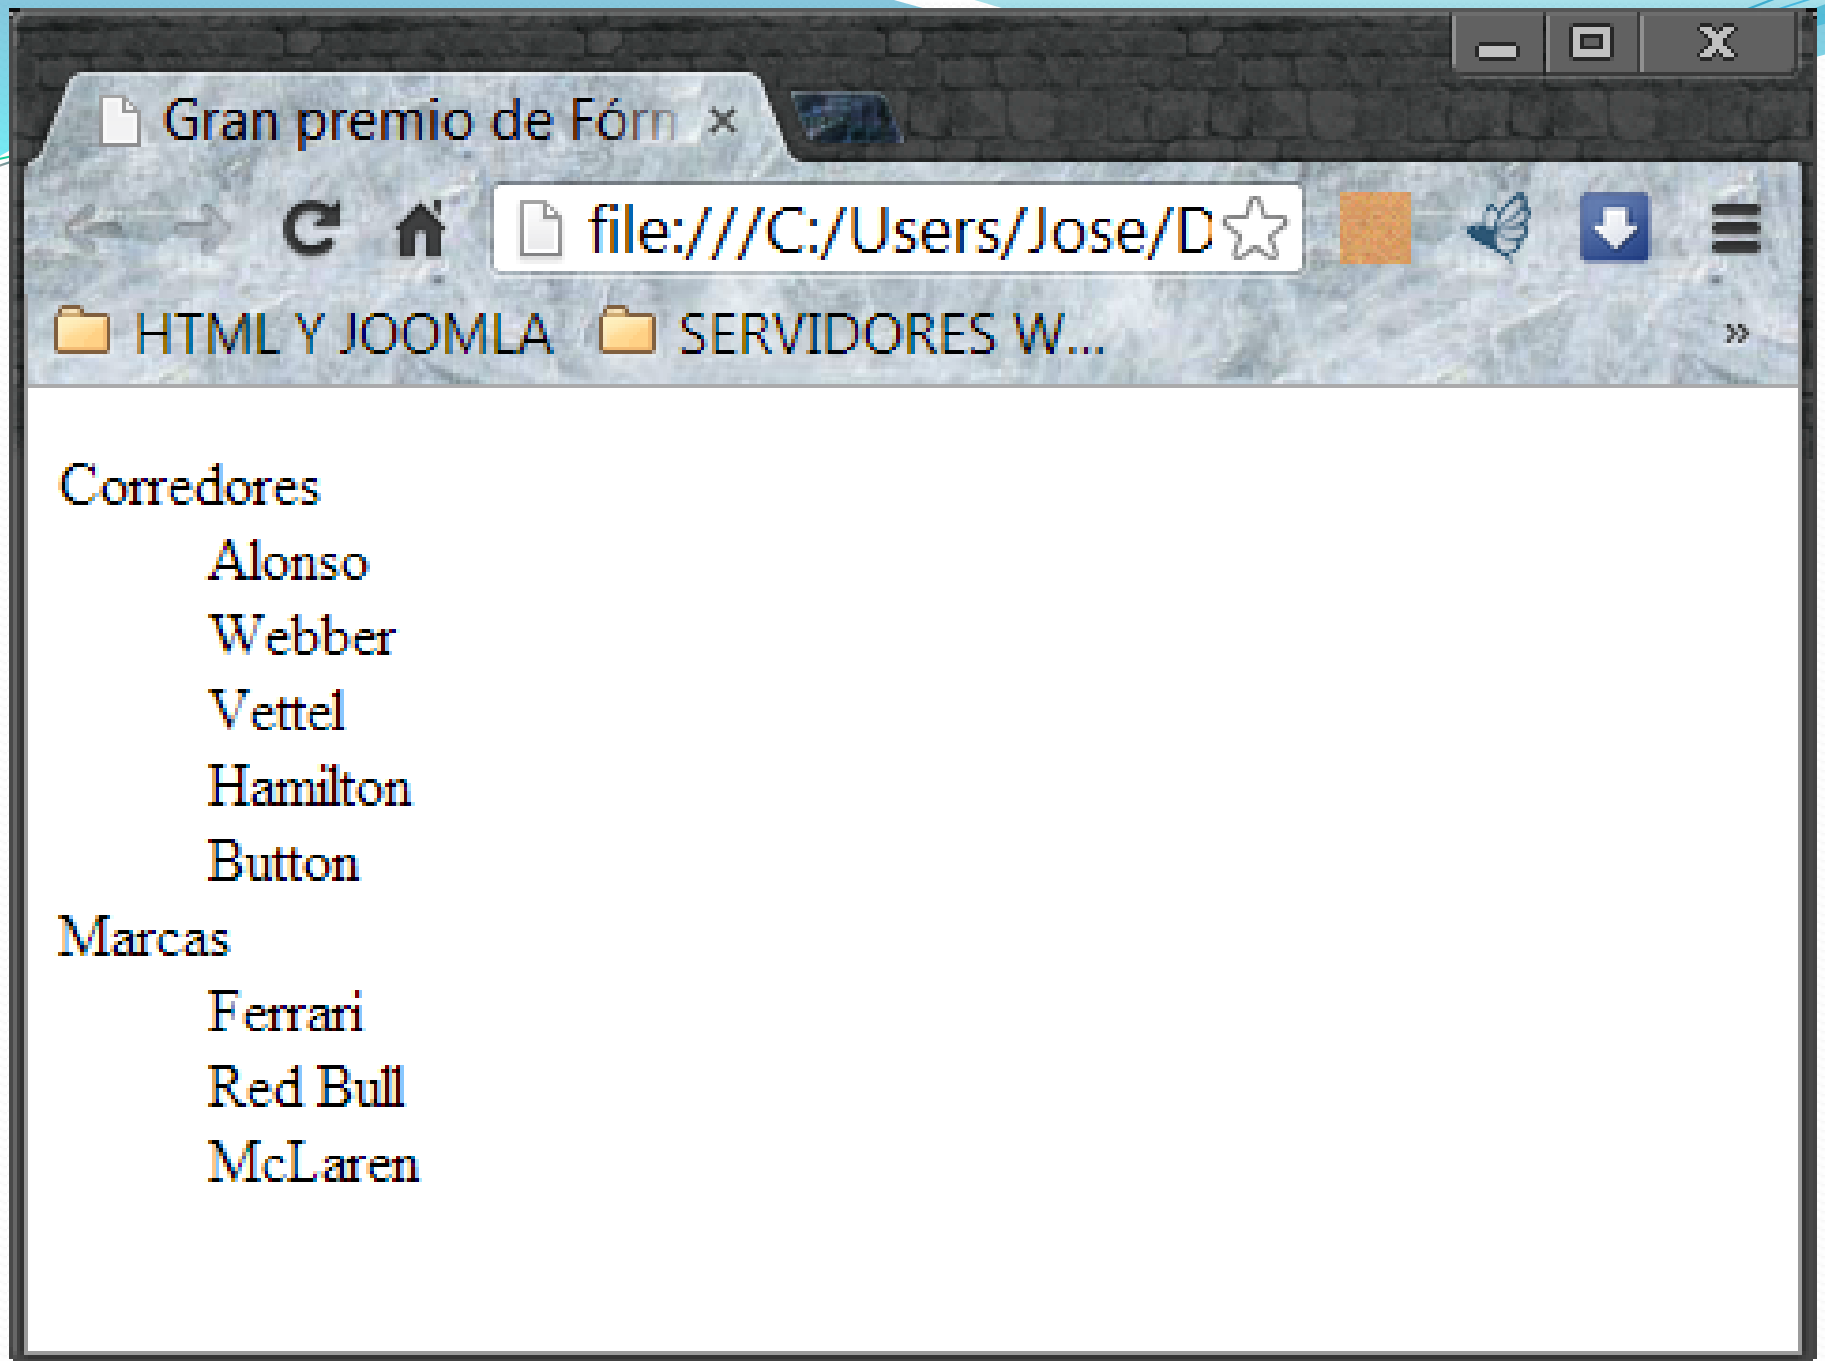 Gran premio de Fórm
file:///C:/Users/Jose/D
HTML Y JOOMLA SERVIDORES W...
Corredores
Alonso
Webber
Vettel
Hamilton
Button
Marcas
Ferrari
Red Bull
McLaren